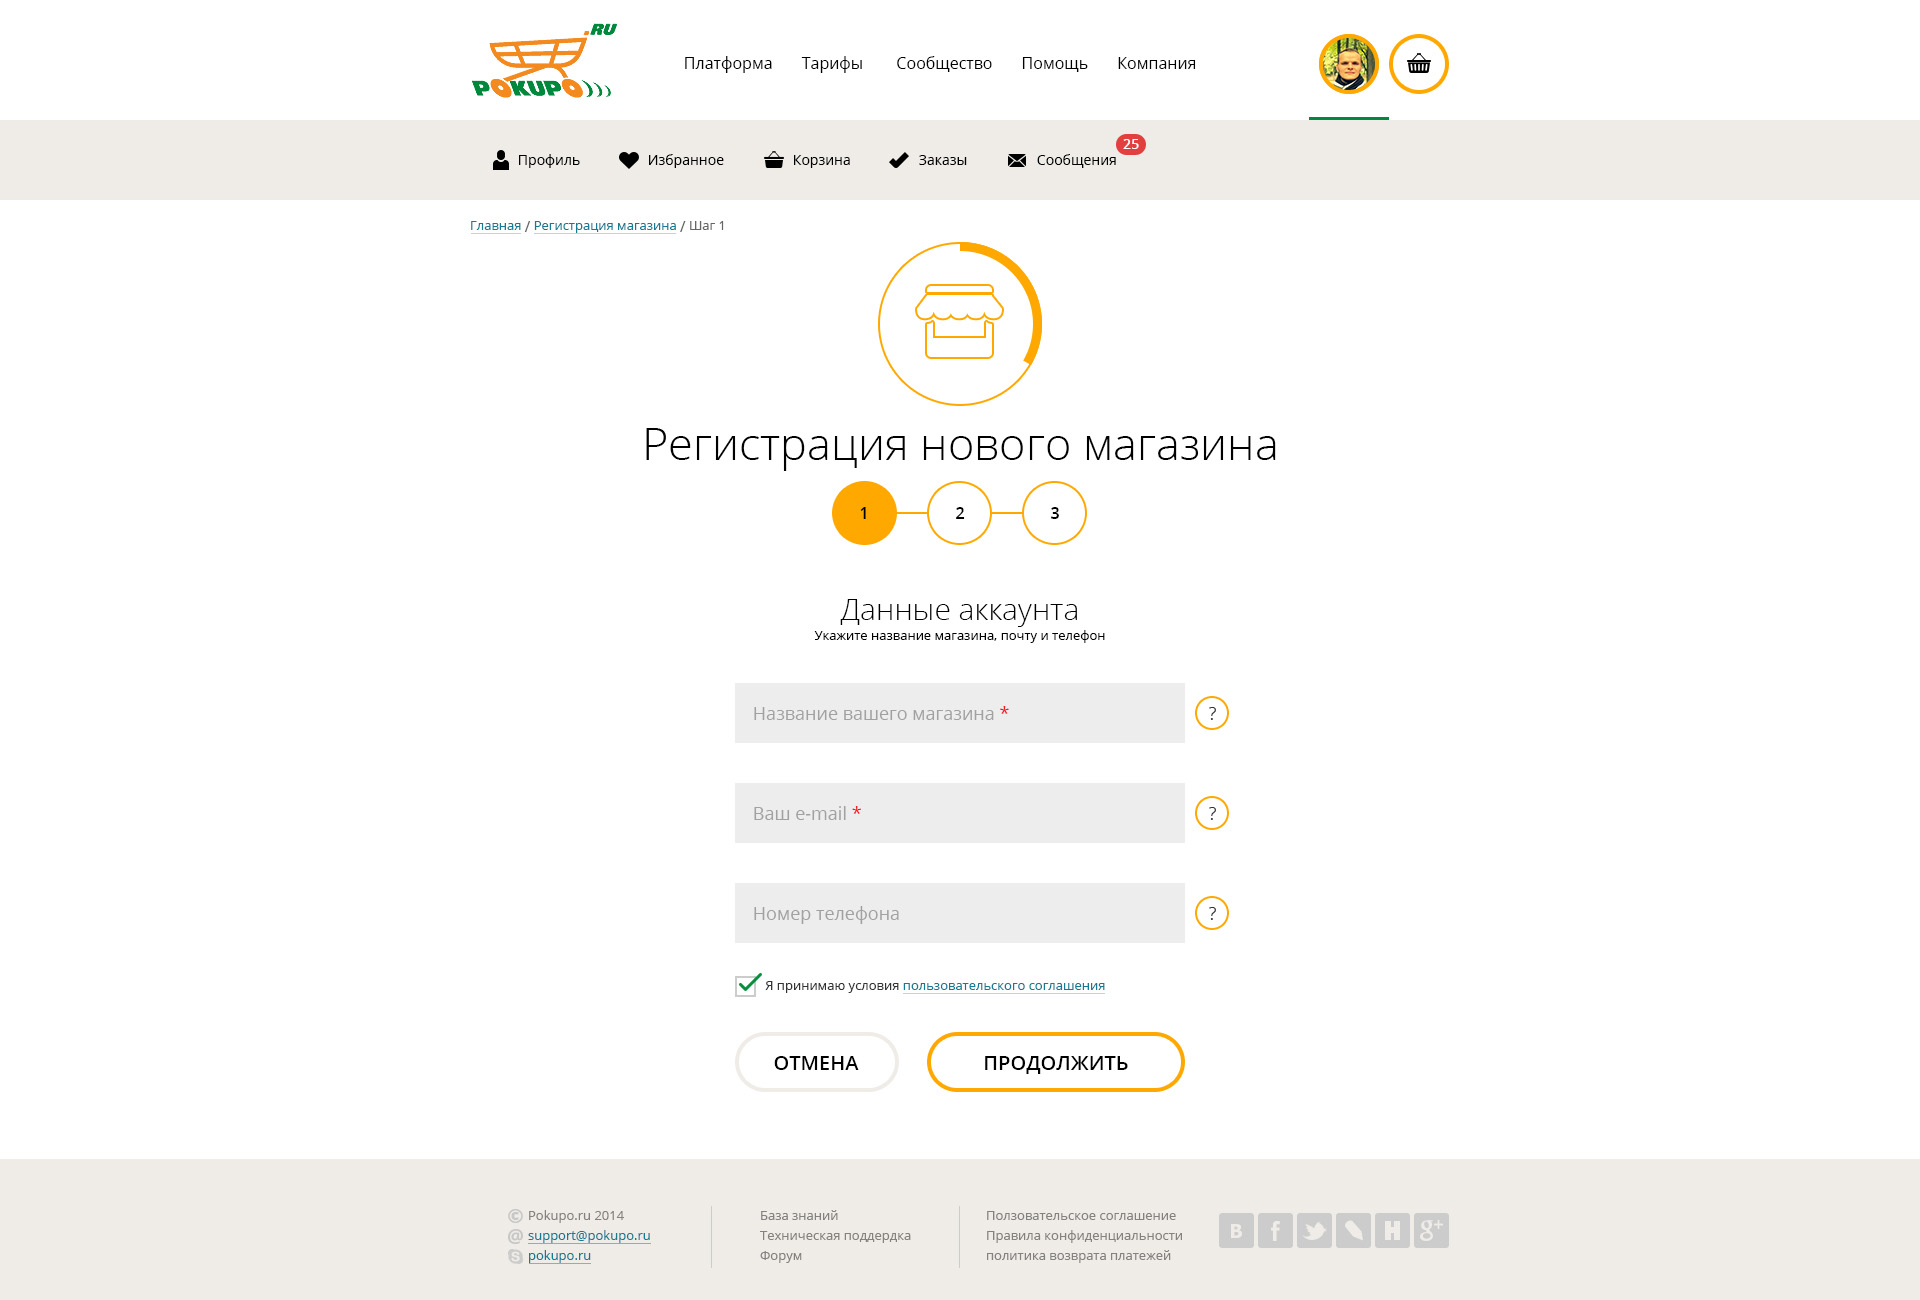 .RU
POKUPO
Платформа Тарифы Сообщество Помощь Компания
25
Профиль Избранное Корзина Заказы Сообщения
Главная / Регистрация магазина / Шаг 1
Регистрация нового магазина
1 2 3
Данные аккаунта
Укажите название магазина, почту и телефон
Название вашего магазина *
?
Ваш e-mail *
?
Номер телефона
?
Я принимаю условия пользовательского соглашения
ОТМЕНА ПРОДОЛЖИТЬ
© Pokupo.ru 2014
@ support@pokupo.ru
pokupo.ru
База знаний
Техническая поддердка
Форум
Ползовательское соглашение
Правила конфиденциальности
политика возврата платежей
В f H g+